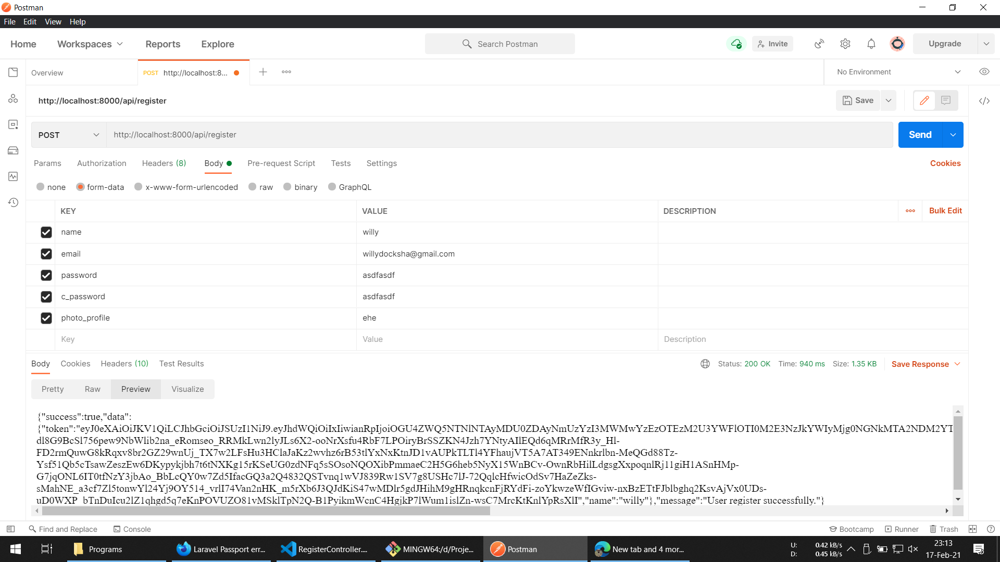 Postman
File Edit View Help
Home Workspaces Reports Explore Search Postman Invite Upgrade
Overview POST http://localhost:8... ooo No Environment
http://localhost:8000/api/register Save
POST http://localhost:8000/api/register Send
Params Authorization Headers (8) Body Pre-request Script Tests Settings Cookies
none form-data x-www-form-urlencoded raw binary GraphQL
KEY VALUE DESCRIPTION ooo Bulk Edit
name willy
email willydocksha@gmail.com
password asdfasdf
c_password asdfasdf
photo_profile ehe
Key Value Description
Body Cookies Headers (10) Test Results Status: 200 OK Time: 940 ms Size: 1.35 KB Save Response
Pretty Raw Preview Visualize
{"success":true,"data":
{"token":"eyJ0eXAiOiJKV1QiLCJhbGciOiJSUzI1NiJ9.eyJhdWQiOiIxIiwianRpIjoiOGU4ZWQ5NTNlNTAyMDU0ZDAyNmUzYzI3MWMwYzEzOTEzM2U3YWFlOTI0M2E3NzJkYWIyMjg0NGNkMTA2NDM2YT
dl8G9BcSl756pew9NbWlib2na_eRomseo_RRMkLwn2lyJLs6X2-ooNrXsfu4RbF7LPOiryBrSSZKN4Jzh7YNtyAIlEQd6qMRrMfR3y_Hl-
FD2rmQuwG8kRqxv8br2GZ29wnUj_TX7w2LFsHu3HClaJaKz2wvhz6rB53tlYxNxKtnJD1vAUPkTLTl4YFhaujVT5A7AT349ENnkrlbn-MeQGd88Tz-
Ysf51Qb5cTsawZeszEw6DKypykjbh7t6tNXKg15rKSeUG0zdNFq5sSOsoNQOXibPmmaeC2H5G6heb5NyX15WnBCv-OwnRbHilLdgsgXxpoqnlRj11giH1ASnHMp-
G7jqONL6IT0tfNzY3jbAo_BbLcQY0w7Zd5IfacGQ3a2Q4832QSTvnq1wVJ839Rw1SV7g8USHc7lJ-72QqlcHfwicOdSv7HaZeZks-
sMahNE_a3cf7Zl5tonwYl24Yj9OY514_vrlI74Van2nHK_m5rXb6J3QJdKiS47wMDlr5gdJHihM9gHRnqkcnFjRYdFi-zoYkwzeWfIGviw-nxBzETtFJblbghq2KsvAjVx0UDs-
uD0WXP_bTnDuIcu2lZ1qhgd5q7eKnPOVUZO81vMSklTpN2Q-B1PyikmWcnC4HgjkP7lWum1islZn-wsC7MrcKtKnlYpRsXlI","name":"willy"},"message":"User register successfully."}
Find and Replace Console Bootcamp Runner Trash
Programs Laravel Passport err... RegisterController.... MINGW64:/d/Proje... Postman New tab and 4 mor...
U: 0.42 kB/s
D: 0.45 kB/s
23:13
17-Feb-21